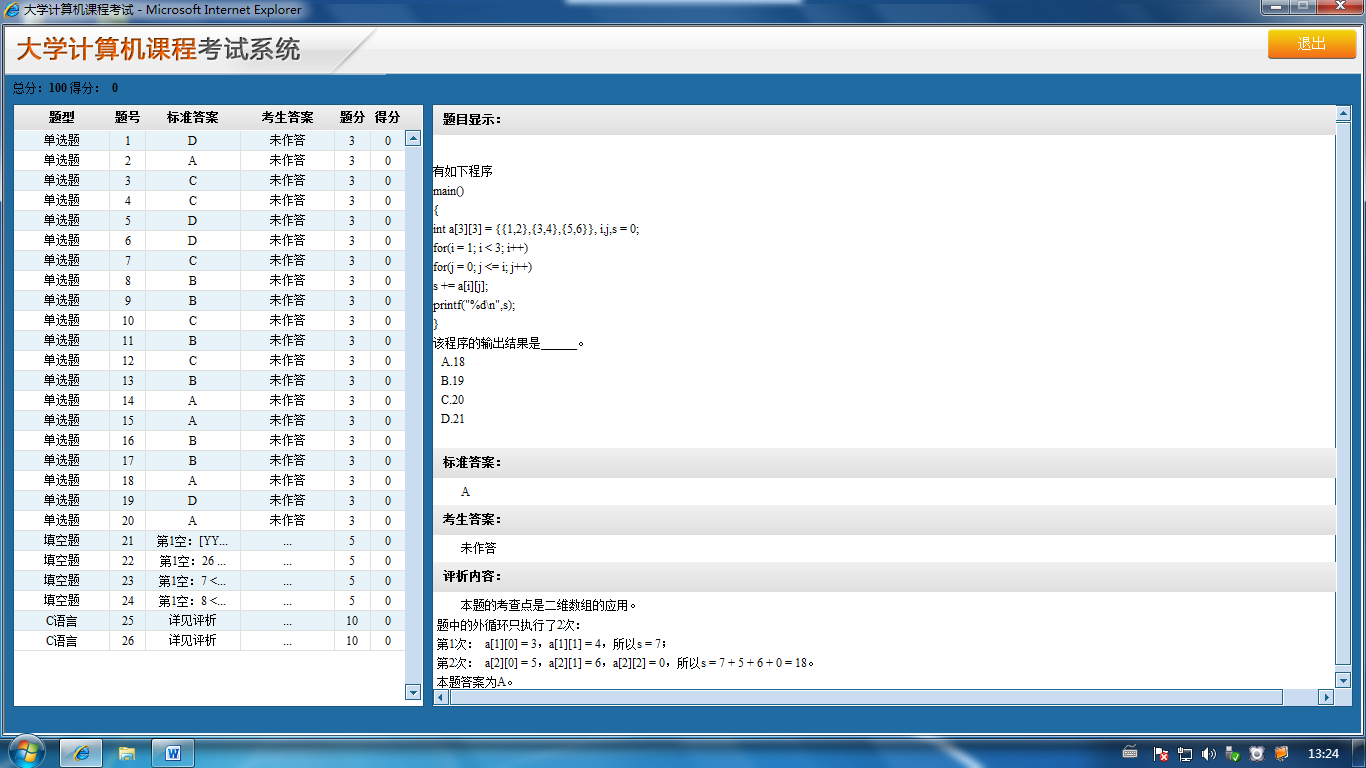 大学计算机课程考试 - Microsoft Internet Explorer
大学计算机课程考试系统
退出
总分: 100 得分: 0
题型 题号 标准答案 考生答案 题分 得分
单选题 1 D 未作答 3 0
单选题 2 A 未作答 3 0
单选题 3 C 未作答 3 0
单选题 4 C 未作答 3 0
单选题 5 D 未作答 3 0
单选题 6 D 未作答 3 0
单选题 7 C 未作答 3 0
单选题 8 B 未作答 3 0
单选题 9 B 未作答 3 0
单选题 10 C 未作答 3 0
单选题 11 B 未作答 3 0
单选题 12 C 未作答 3 0
单选题 13 B 未作答 3 0
单选题 14 A 未作答 3 0
单选题 15 A 未作答 3 0
单选题 16 B 未作答 3 0
单选题 17 B 未作答 3 0
单选题 18 A 未作答 3 0
单选题 19 D 未作答 3 0
单选题 20 A 未作答 3 0
填空题 21 第1空：[YY... ... 5 0
填空题 22 第1空：26 ... ... 5 0
填空题 23 第1空：7 <... ... 5 0
填空题 24 第1空：8 <... ... 5 0
C语言 25 详见评析 ... 10 0
C语言 26 详见评析 ... 10 0
题目显示：
有如下程序
main()
{
int a[3][3] = {{1,2},{3,4},{5,6}}, i,j,s = 0;
for(i = 1; i < 3; i++)
for(j = 0; j <= i; j++)
s += a[i][j];
printf("%d\n",s);
}
该程序的输出结果是______。
A.18
B.19
C.20
D.21
标准答案：
A
考生答案：
未作答
评析内容：
本题的考查点是二维数组的应用。
题中的外循环只执行了2次：
第1次： a[1][0] = 3，a[1][1] = 4，所以s = 7；
第2次： a[2][0] = 5，a[2][1] = 6，a[2][2] = 0，所以s = 7 + 5 + 6 + 0 = 18。
本题答案为A。
13:24